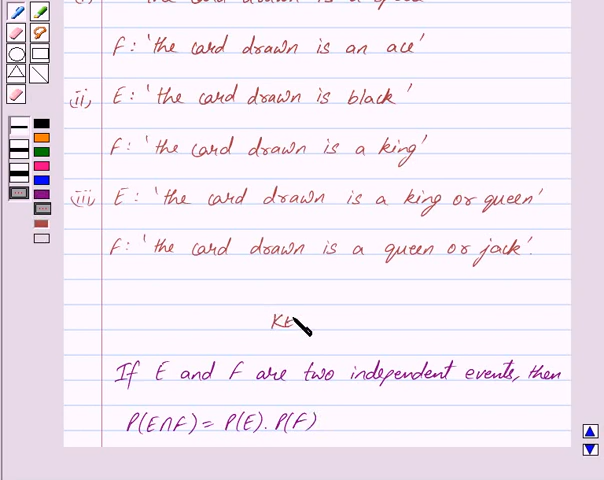 F: 'the card drawn is an ace'
(ii) E: 'the card drawn is black'
F: 'the card drawn is a king'
(iii) E: 'the card drawn is a king or queen'
F: 'the card drawn is a queen or jack'.
KE
If E and F are two independent events, then
P(E∩F) = P(E). P(F)